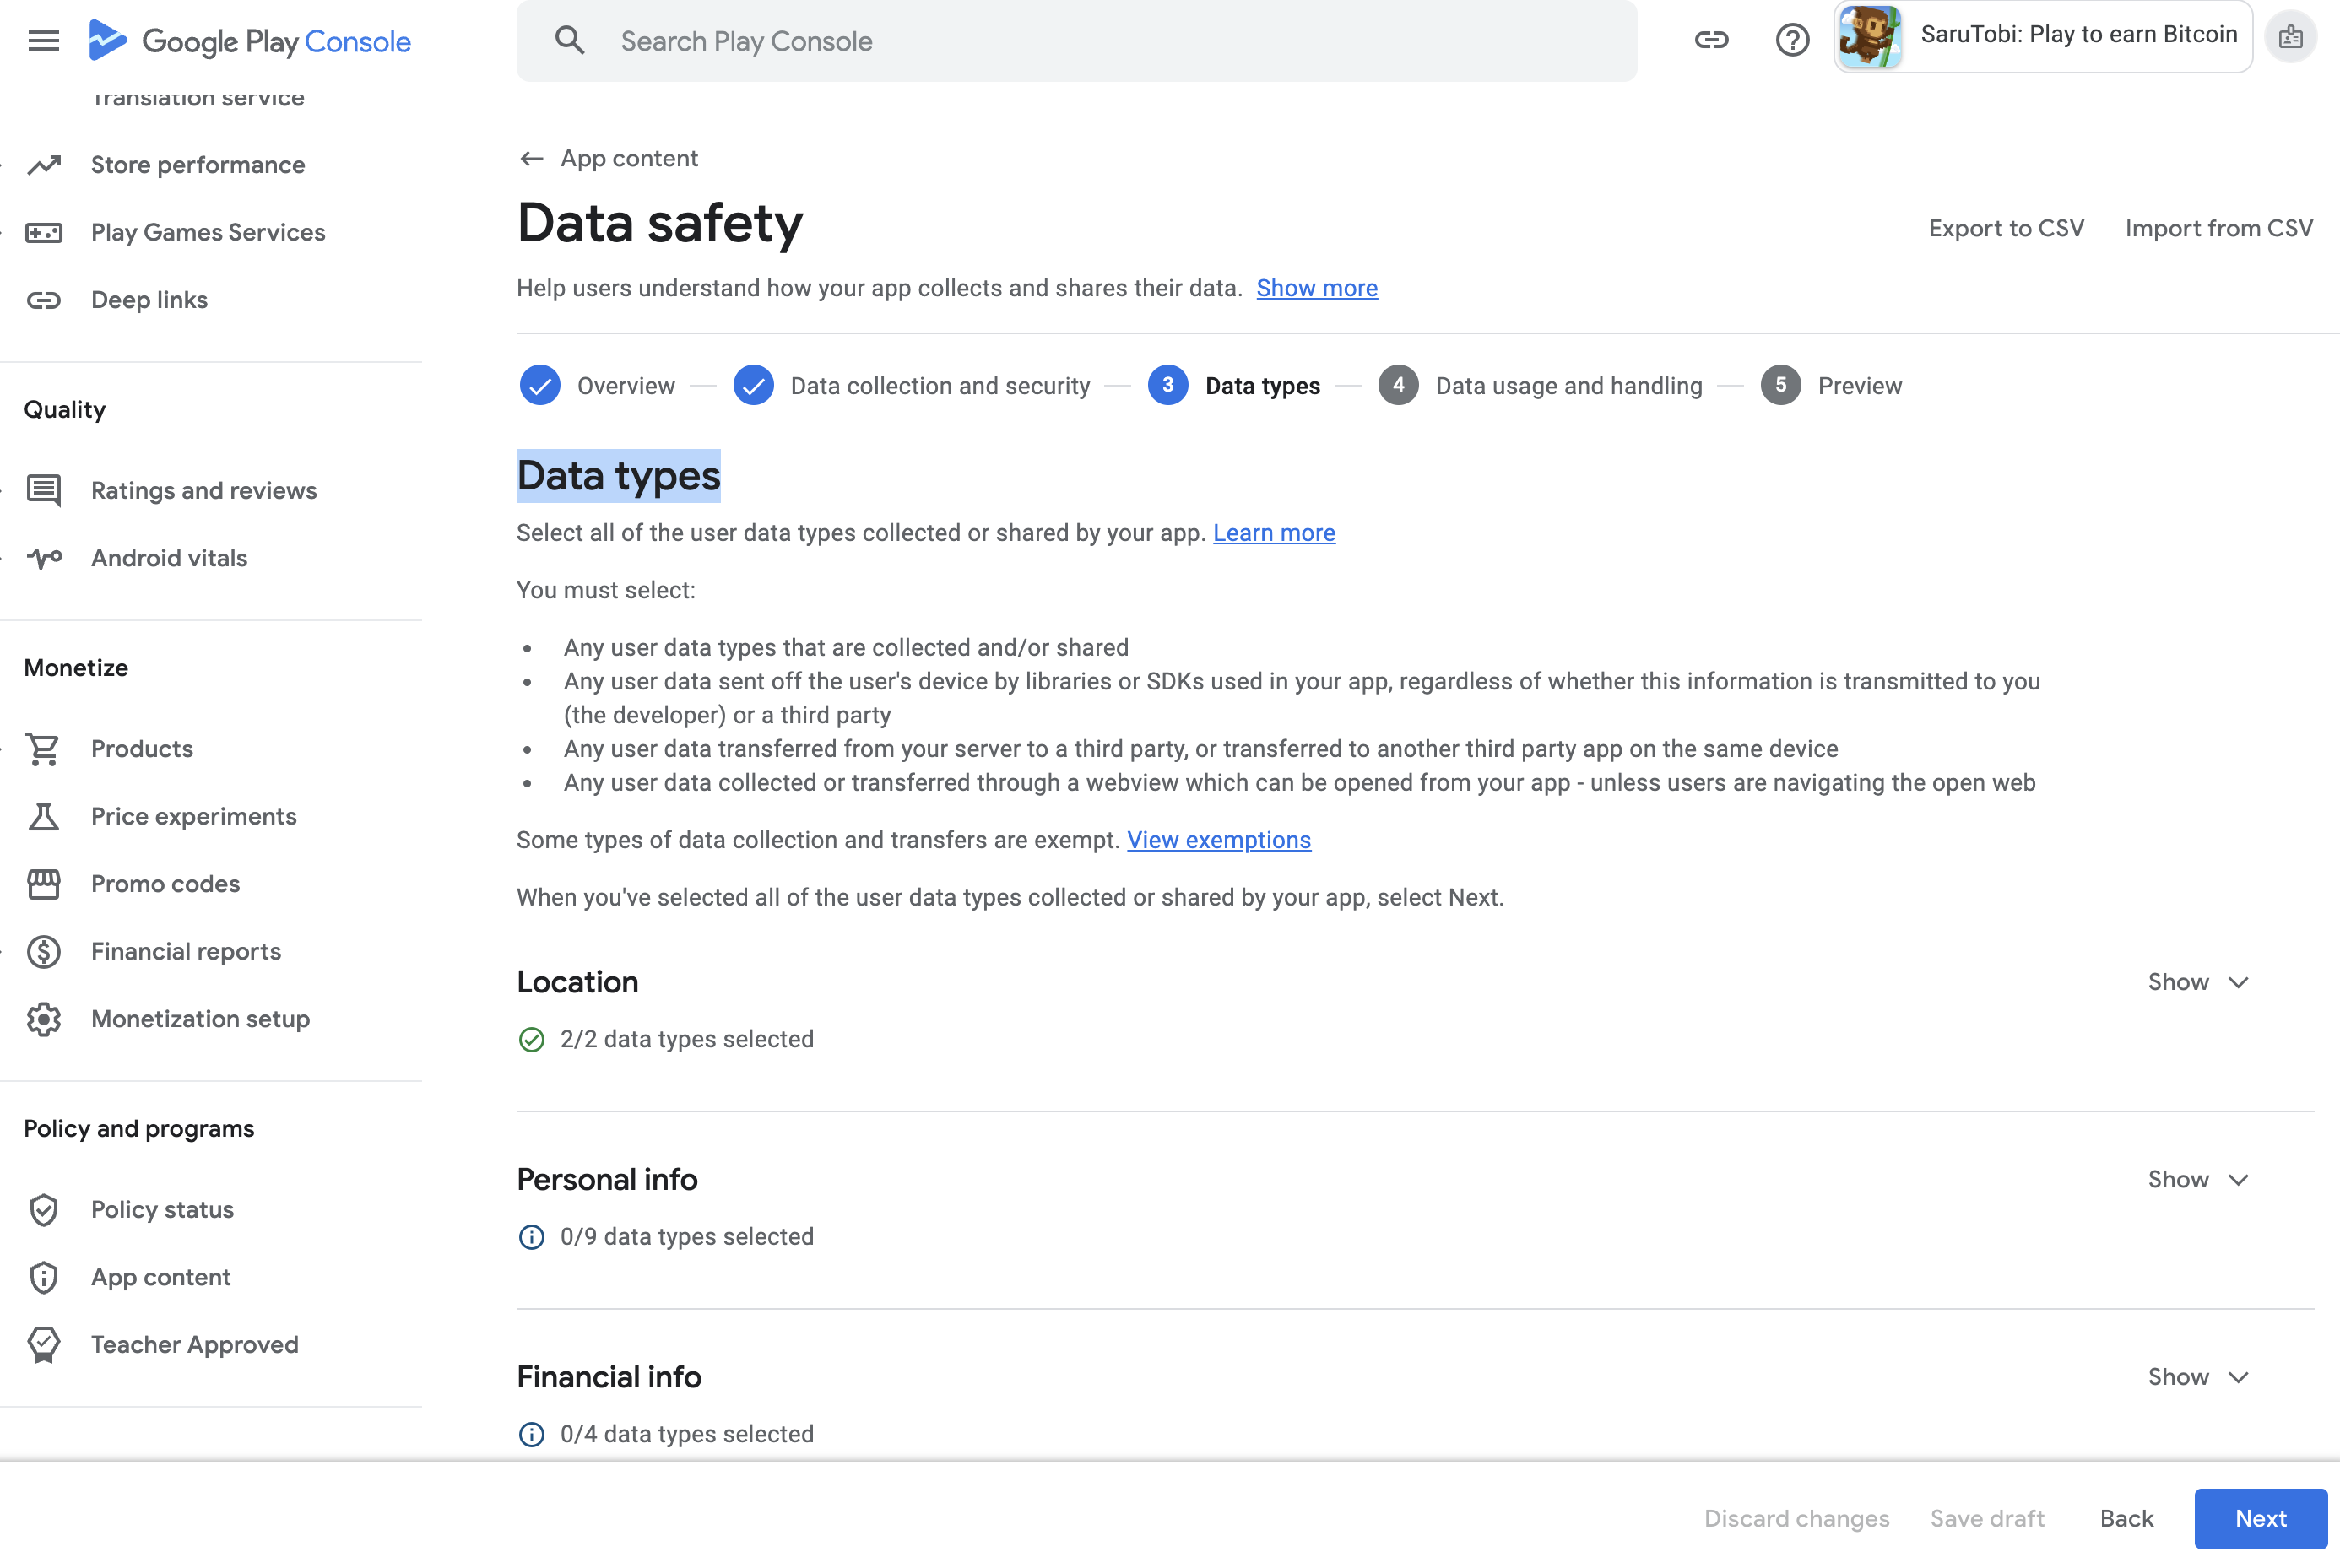 Google Play Console
Search Play Console
SaruTobi: Play to earn Bitcoin
Translation service
Store performance
Play Games Services
Deep links
Quality
Ratings and reviews
Android vitals
Monetize
Products
Price experiments
Promo codes
Financial reports
Monetization setup
Policy and programs
Policy status
App content
Teacher Approved
App content
Data safety
Export to CSV
Import from CSV
Help users understand how your app collects and shares their data. Show more
Overview
Data collection and security
3 Data types
4 Data usage and handling
5 Preview
Data types
Select all of the user data types collected or shared by your app. Learn more
You must select:
• Any user data types that are collected and/or shared
• Any user data sent off the user's device by libraries or SDKs used in your app, regardless of whether this information is transmitted to you
(the developer) or a third party
• Any user data transferred from your server to a third party, or transferred to another third party app on the same device
• Any user data collected or transferred through a webview which can be opened from your app - unless users are navigating the open web
Some types of data collection and transfers are exempt. View exemptions
When you've selected all of the user data types collected or shared by your app, select Next.
Location
Show
2/2 data types selected
Personal info
Show
0/9 data types selected
Financial info
Show
0/4 data types selected
Discard changes
Save draft
Back
Next